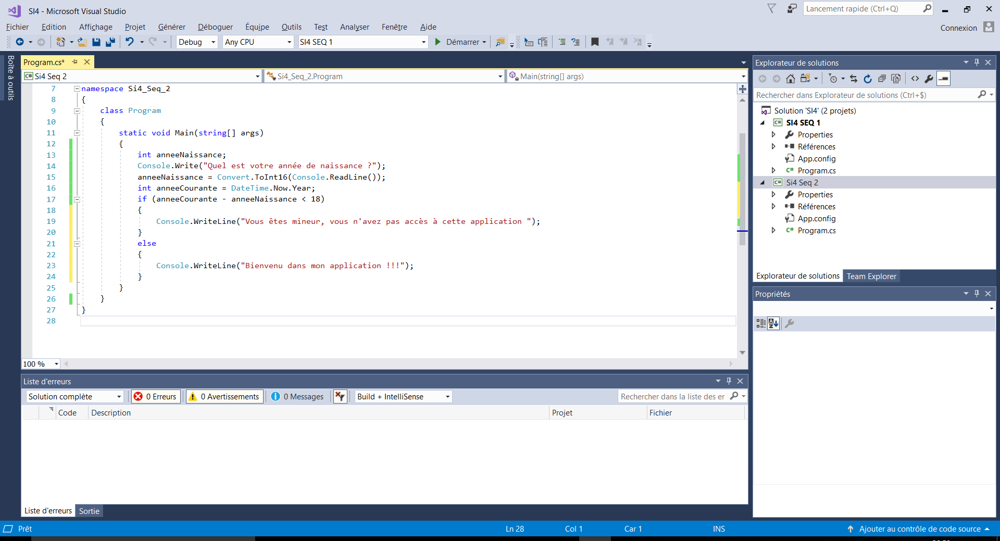 SI4 - Microsoft Visual Studio
Lancement rapide (Ctrl+Q)
Fichier Edition Affichage Projet Générer Déboguer Équipe Outils Test Analyser Fenêtre Aide
Connexion
Debug Any CPU SI4 SEQ 1 Démarrer
Boîte à outils
Program.cs*
Si4 Seq 2 Si4_Seq_2.Program Main(string[] args)
7 namespace Si4_Seq_2
8 {
9 class Program
10 {
11 static void Main(string[] args)
12 {
13 int anneeNaissance;
14 Console.Write("Quel est votre année de naissance ?");
15 anneeNaissance = Convert.ToInt16(Console.ReadLine());
16 int anneeCourante = DateTime.Now.Year;
17 if (anneeCourante - anneeNaissance < 18)
18 {
19 Console.WriteLine("Vous êtes mineur, vous n'avez pas accès à cette application ");
20 }
21 else
22 {
23 Console.WriteLine("Bienvenu dans mon application !!!");
24 }
25 }
26 }
27 }
28
100 %
Liste d'erreurs
Solution complète 0 Erreurs 0 Avertissements 0 Messages Build + IntelliSense Rechercher dans la liste des er
Code Description Projet Fichier
Liste d'erreurs Sortie
Explorateur de solutions
Rechercher dans Explorateur de solutions (Ctrl+$)
Solution 'SI4' (2 projets)
C# SI4 SEQ 1
Properties
Références
App.config
C# Program.cs
C# Si4 Seq 2
Properties
Références
App.config
C# Program.cs
Explorateur de solutions Team Explorer
Propriétés
Prêt Ln 28 Col 1 Car 1 INS Ajouter au contrôle de code source